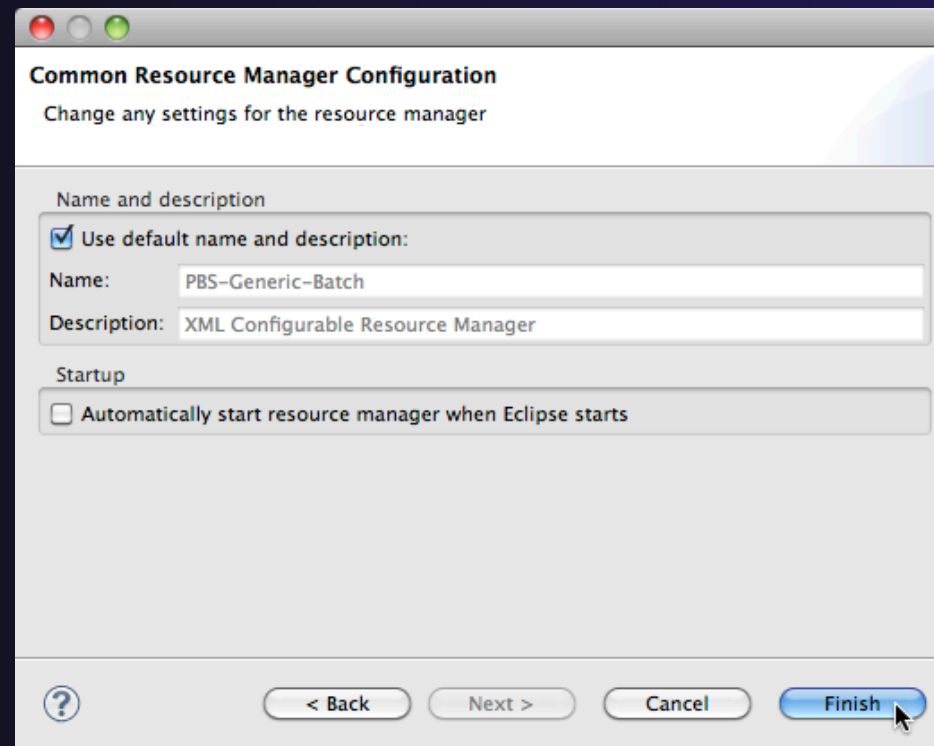 Common Resource Manager Configuration
Change any settings for the resource manager
Name and description
Use default name and description:
Name: PBS-Generic-Batch
Description: XML Configurable Resource Manager
Startup
Automatically start resource manager when Eclipse starts
? < Back Next > Cancel Finish